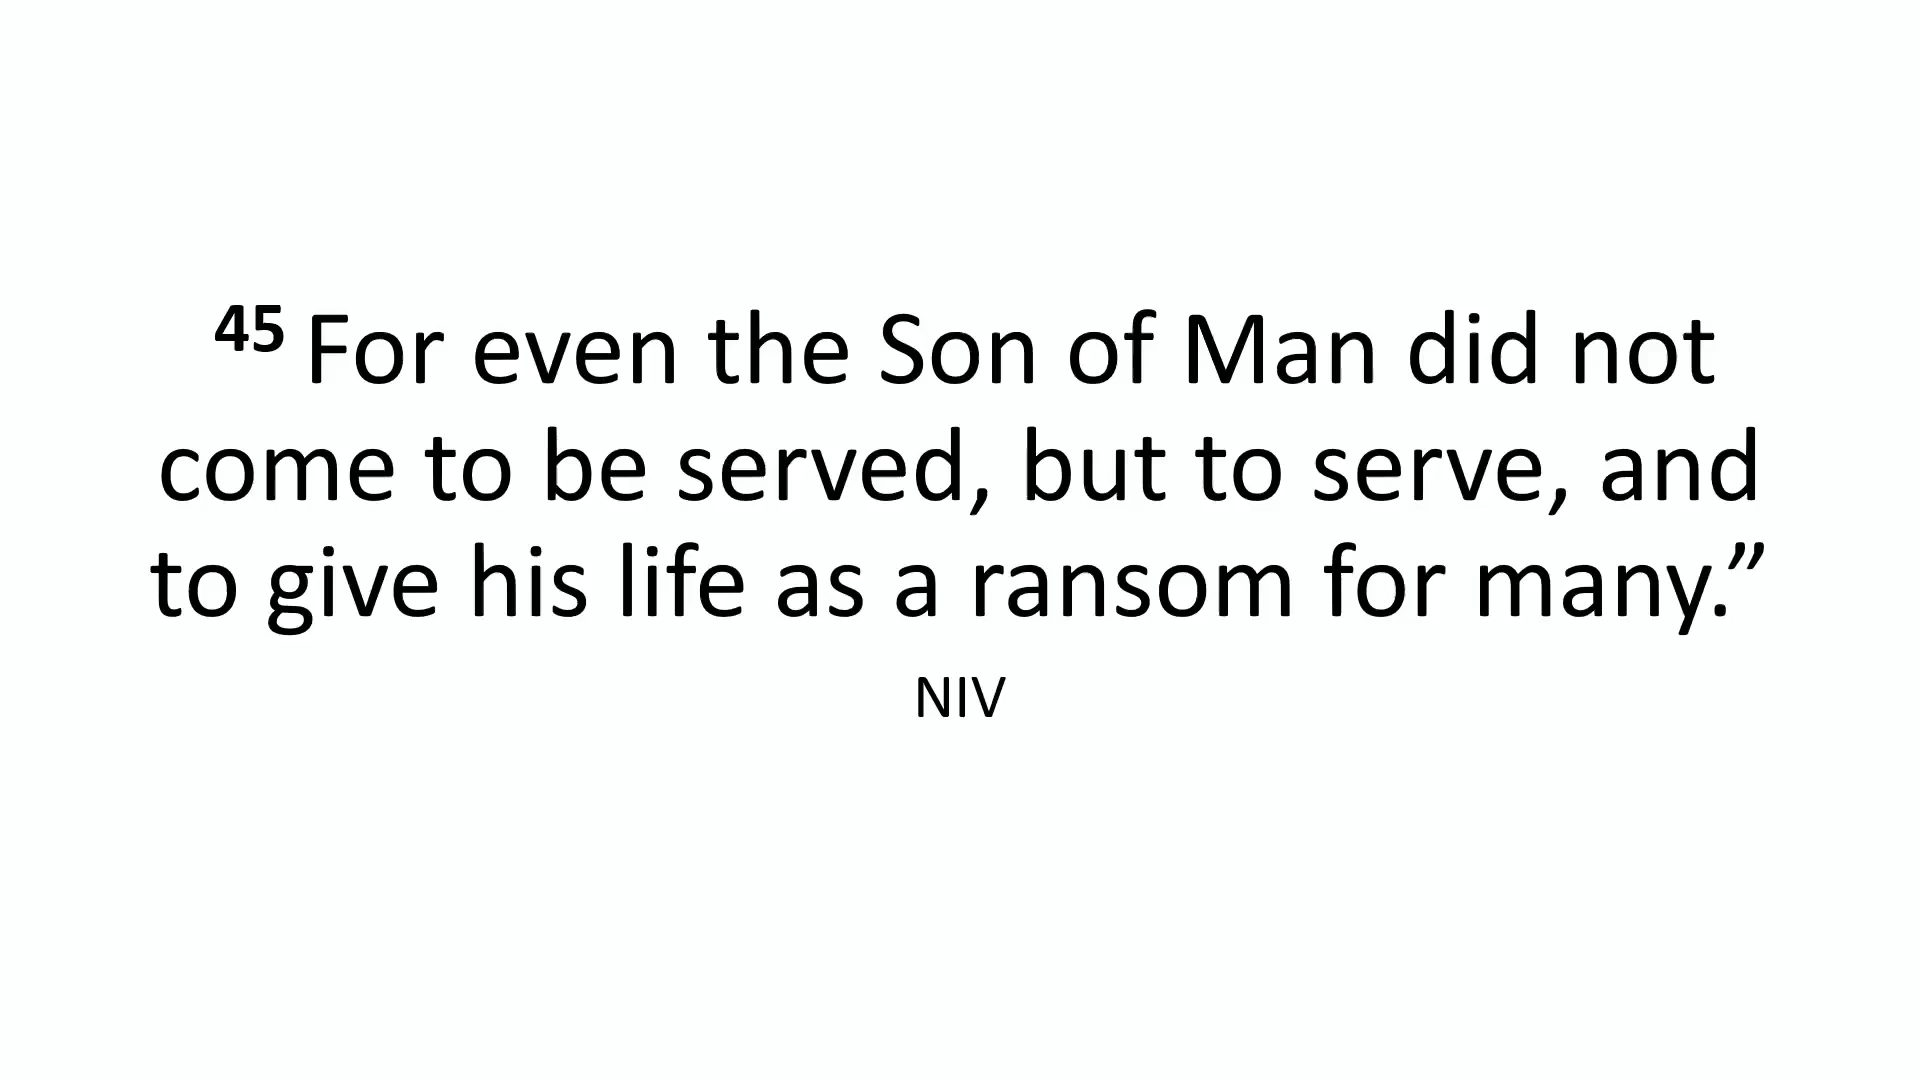 45 For even the Son of Man did not
come to be served, but to serve, and
to give his life as a ransom for many.”
NIV